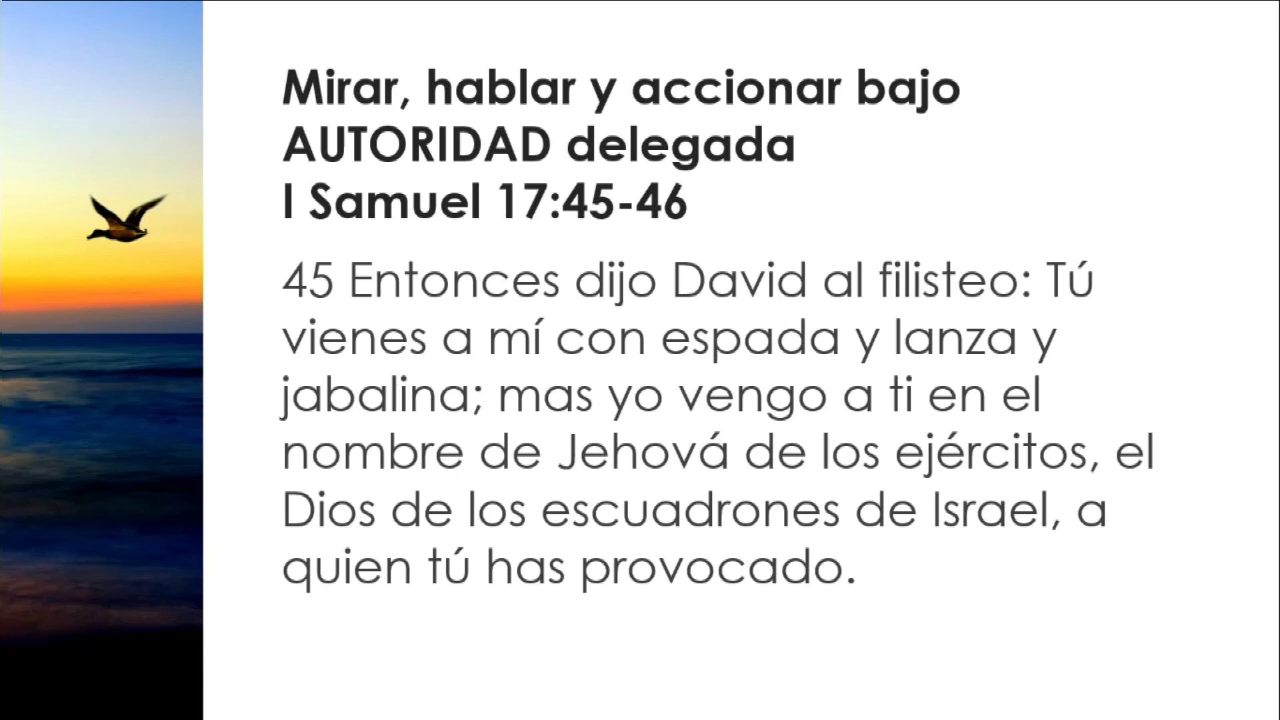 Mirar, hablar y accionar bajo
AUTORIDAD delegada
I Samuel 17:45-46
45 Entonces dijo David al filisteo: Tú
vienes a mí con espada y lanza y
jabalina; mas yo vengo a ti en el
nombre de Jehová de los ejércitos, el
Dios de los escuadrones de Israel, a
quien tú has provocado.